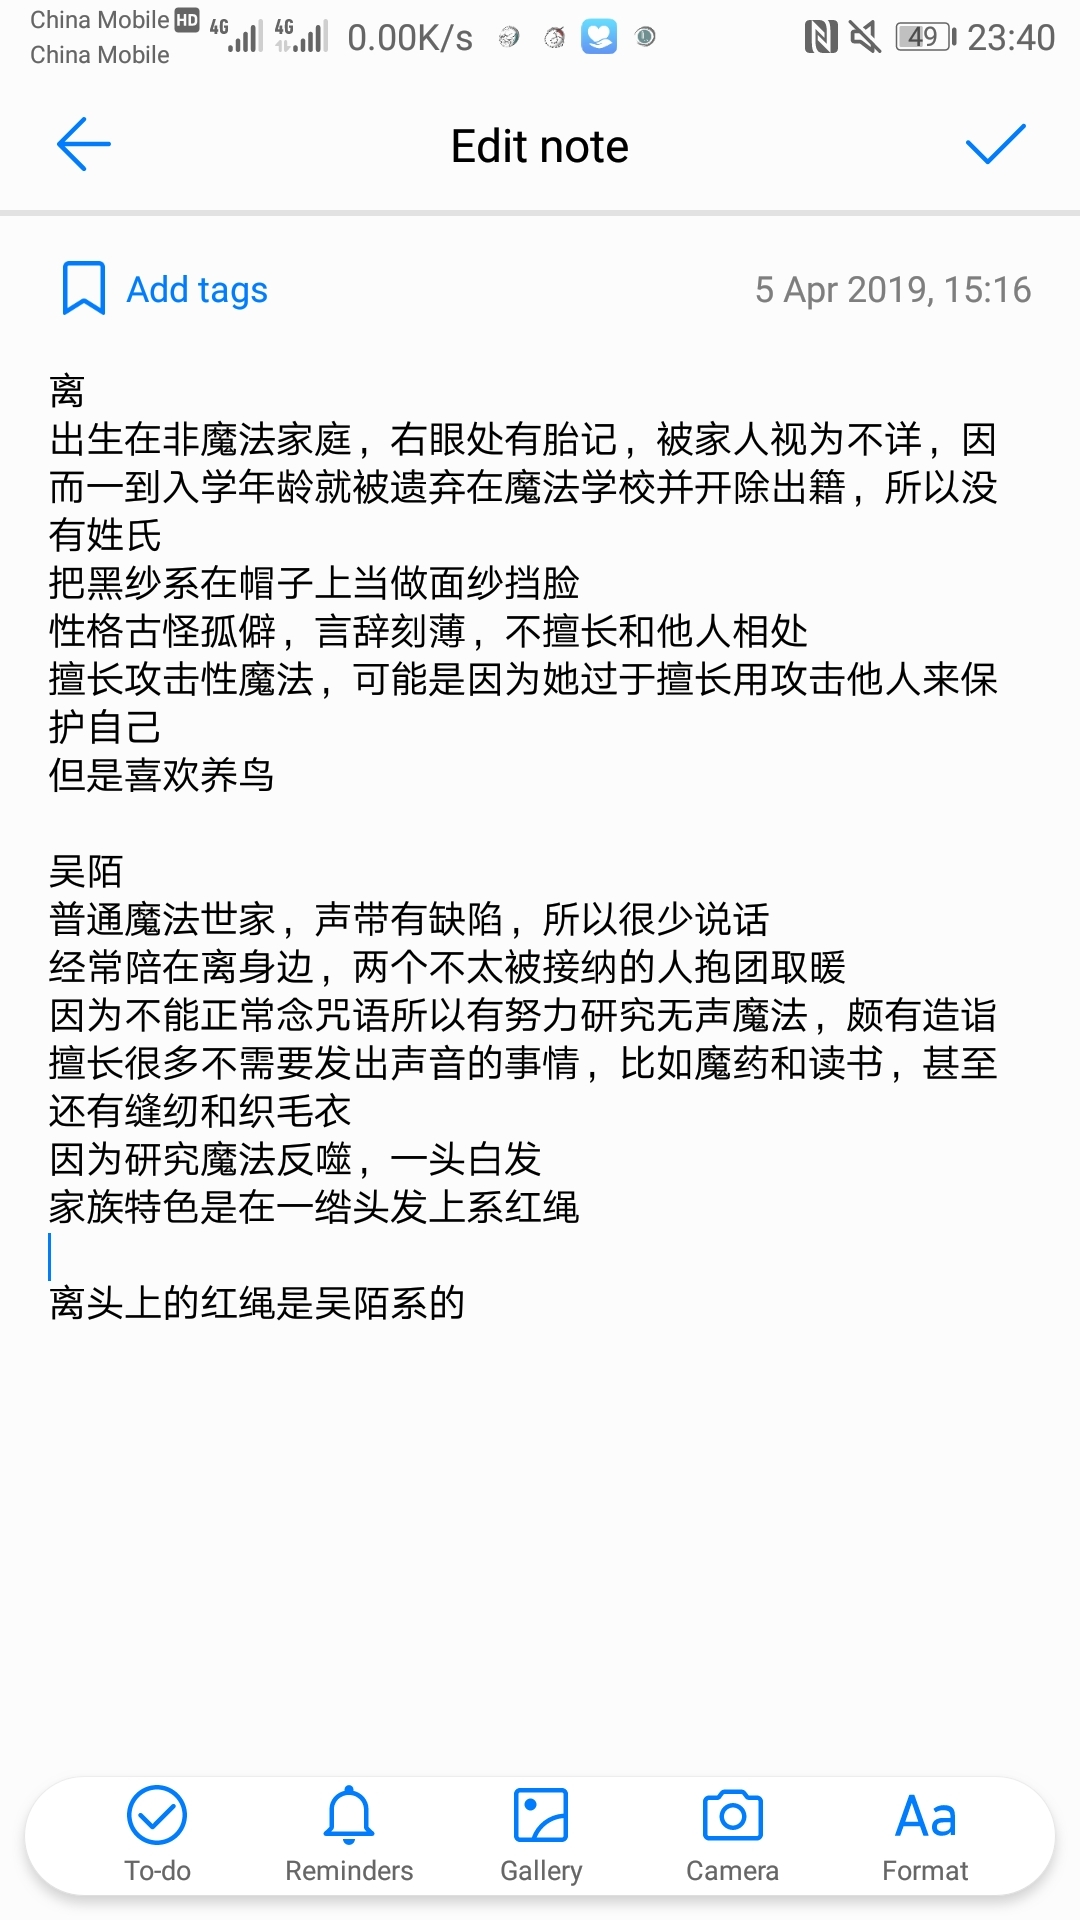 China Mobile HD 4G 4G 0.00K/s 49 23:40
China Mobile
Edit note
Add tags 5 Apr 2019, 15:16
离
出生在非魔法家庭，右眼处有胎记，被家人视为不详，因
而一到入学年龄就被遗弃在魔法学校并开除出籍，所以没
有姓氏
把黑纱系在帽子上当做面纱挡脸
性格古怪孤僻，言辞刻薄，不擅长和他人相处
擅长攻击性魔法，可能是因为她过于擅长用攻击他人来保
护自己
但是喜欢养鸟
吴陌
普通魔法世家，声带有缺陷，所以很少说话
经常陪在离身边，两个不太被接纳的人抱团取暖
因为不能正常念咒语所以有努力研究无声魔法，颇有造诣
擅长很多不需要发出声音的事情，比如魔药和读书，甚至
还有缝纫和织毛衣
因为研究魔法反噬，一头白发
家族特色是在一绺头发上系红绳
离头上的红绳是吴陌系的
To-do Reminders Gallery Camera Aa Format